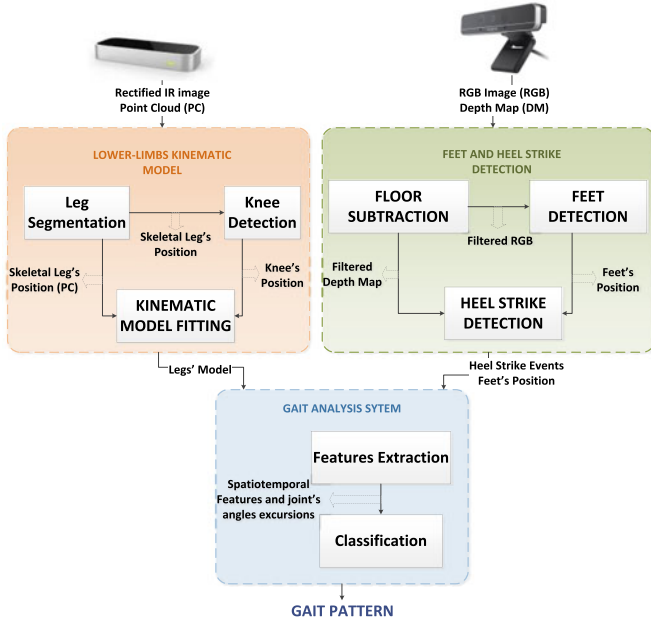 Rectified IR image
Point Cloud (PC)
RGB Image (RGB)
Depth Map (DM)
LOWER-LIMBS KINEMATIC
MODEL
Leg
Segmentation
Knee
Detection
Skeletal Leg's
Position
Skeletal Leg's
Position (PC)
Knee's
Position
KINEMATIC
MODEL FITTING
FEET AND HEEL STRIKE
DETECTION
FLOOR
SUBTRACTION
FEET
DETECTION
Filtered RGB
Filtered
Depth Map
Feet's
Position
HEEL STRIKE
DETECTION
Legs' Model
Heel Strike Events
Feet's Position
GAIT ANALYSIS SYTEM
Features Extraction
Spatiotemporal
Features and joint's
angles excursions
Classification
GAIT PATTERN